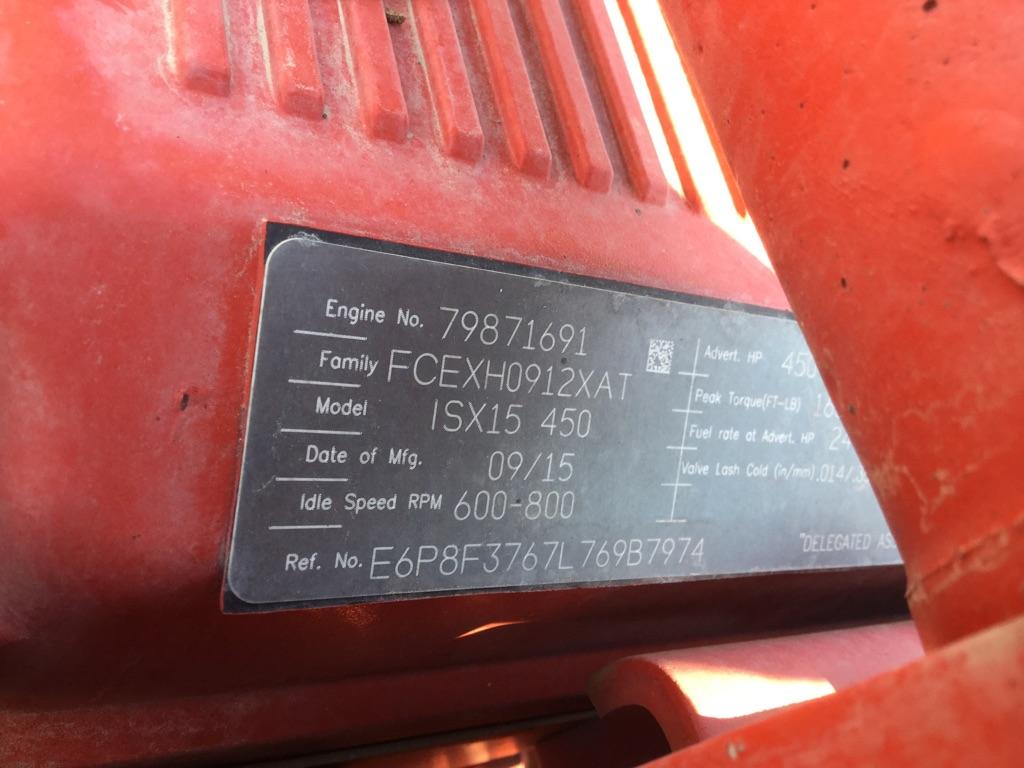 Engine No. 79871691
Family FCEXH0912XAT
Model ISX15 450
Date of Mfg. 09/15
Idle Speed RPM 600-800
Ref. No. E6P8F3767L769B7974
Advert. HP 450
Peak Torque(FT-LB)
Fuel rate at Advert. HP
Valve Lash Cold (in/mm) .014/
"DELEGATED